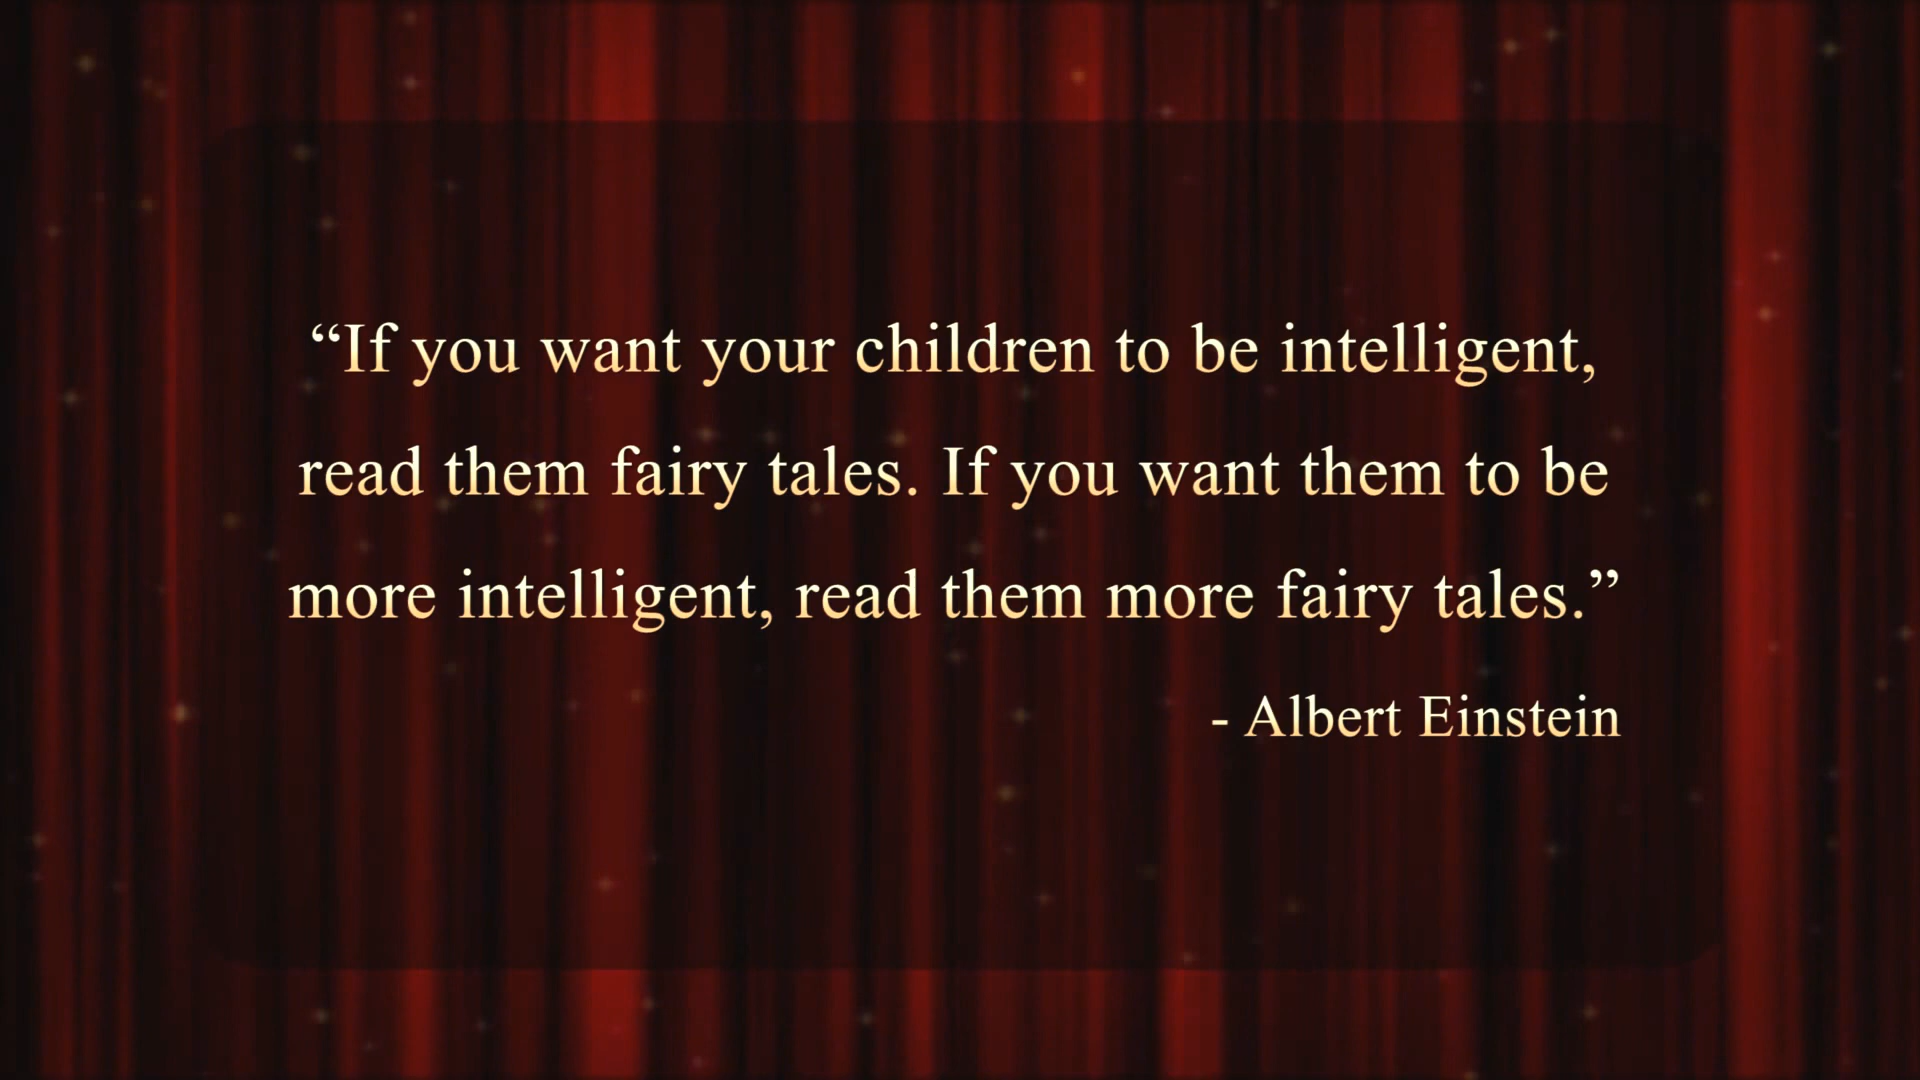 “If you want your children to be intelligent,
read them fairy tales. If you want them to be
more intelligent, read them more fairy tales.”
- Albert Einstein